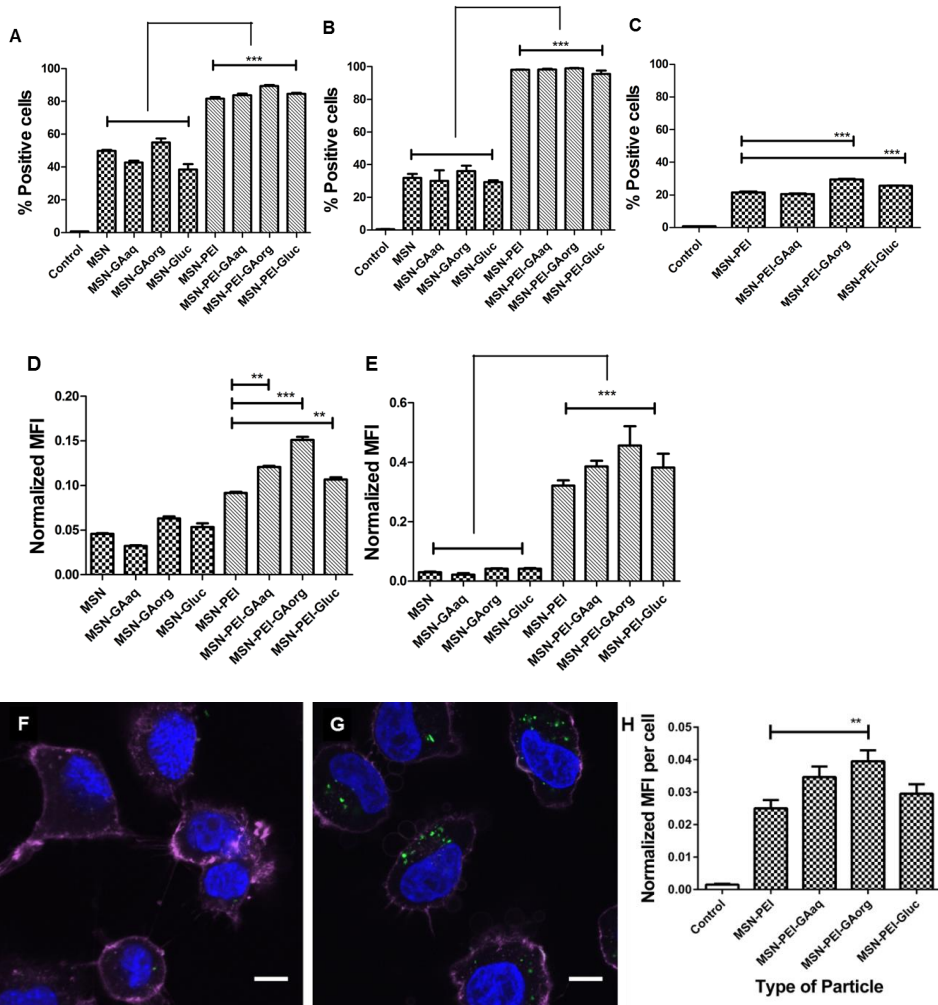 A
% Positive cells
100
80
60
40
20
0
***
Control
MSN
MSN-GAaq
MSN-GAorg
MSN-Gluc
MSN-PEI
MSN-PEI-GAaq
MSN-PEI-GAorg
MSN-PEI-Gluc
B
% Positive cells
100
80
60
40
20
0
***
Control
MSN
MSN-GAaq
MSN-GAorg
MSN-Gluc
MSN-PEI
MSN-PEI-GAaq
MSN-PEI-GAorg
MSN-PEI-Gluc
C
% Positive cells
100
80
60
40
20
0
***
***
Control
MSN-PEI
MSN-PEI-GAaq
MSN-PEI-GAorg
MSN-PEI-Gluc
D
Normalized MFI
0.20
0.15
0.10
0.05
0.00
**
***
**
MSN
MSN-GAaq
MSN-GAorg
MSN-Gluc
MSN-PEI
MSN-PEI-GAaq
MSN-PEI-GAorg
MSN-PEI-Gluc
E
Normalized MFI
0.6
0.4
0.2
0.0
***
MSN
MSN-GAaq
MSN-GAorg
MSN-Gluc
MSN-PEI
MSN-PEI-GAaq
MSN-PEI-GAorg
MSN-PEI-Gluc
F
G
H
Normalized MFI per cell
0.05
0.04
0.03
0.02
0.01
0.00
**
Control
MSN-PEI
MSN-PEI-GAaq
MSN-PEI-GAorg
MSN-PEI-Gluc
Type of Particle